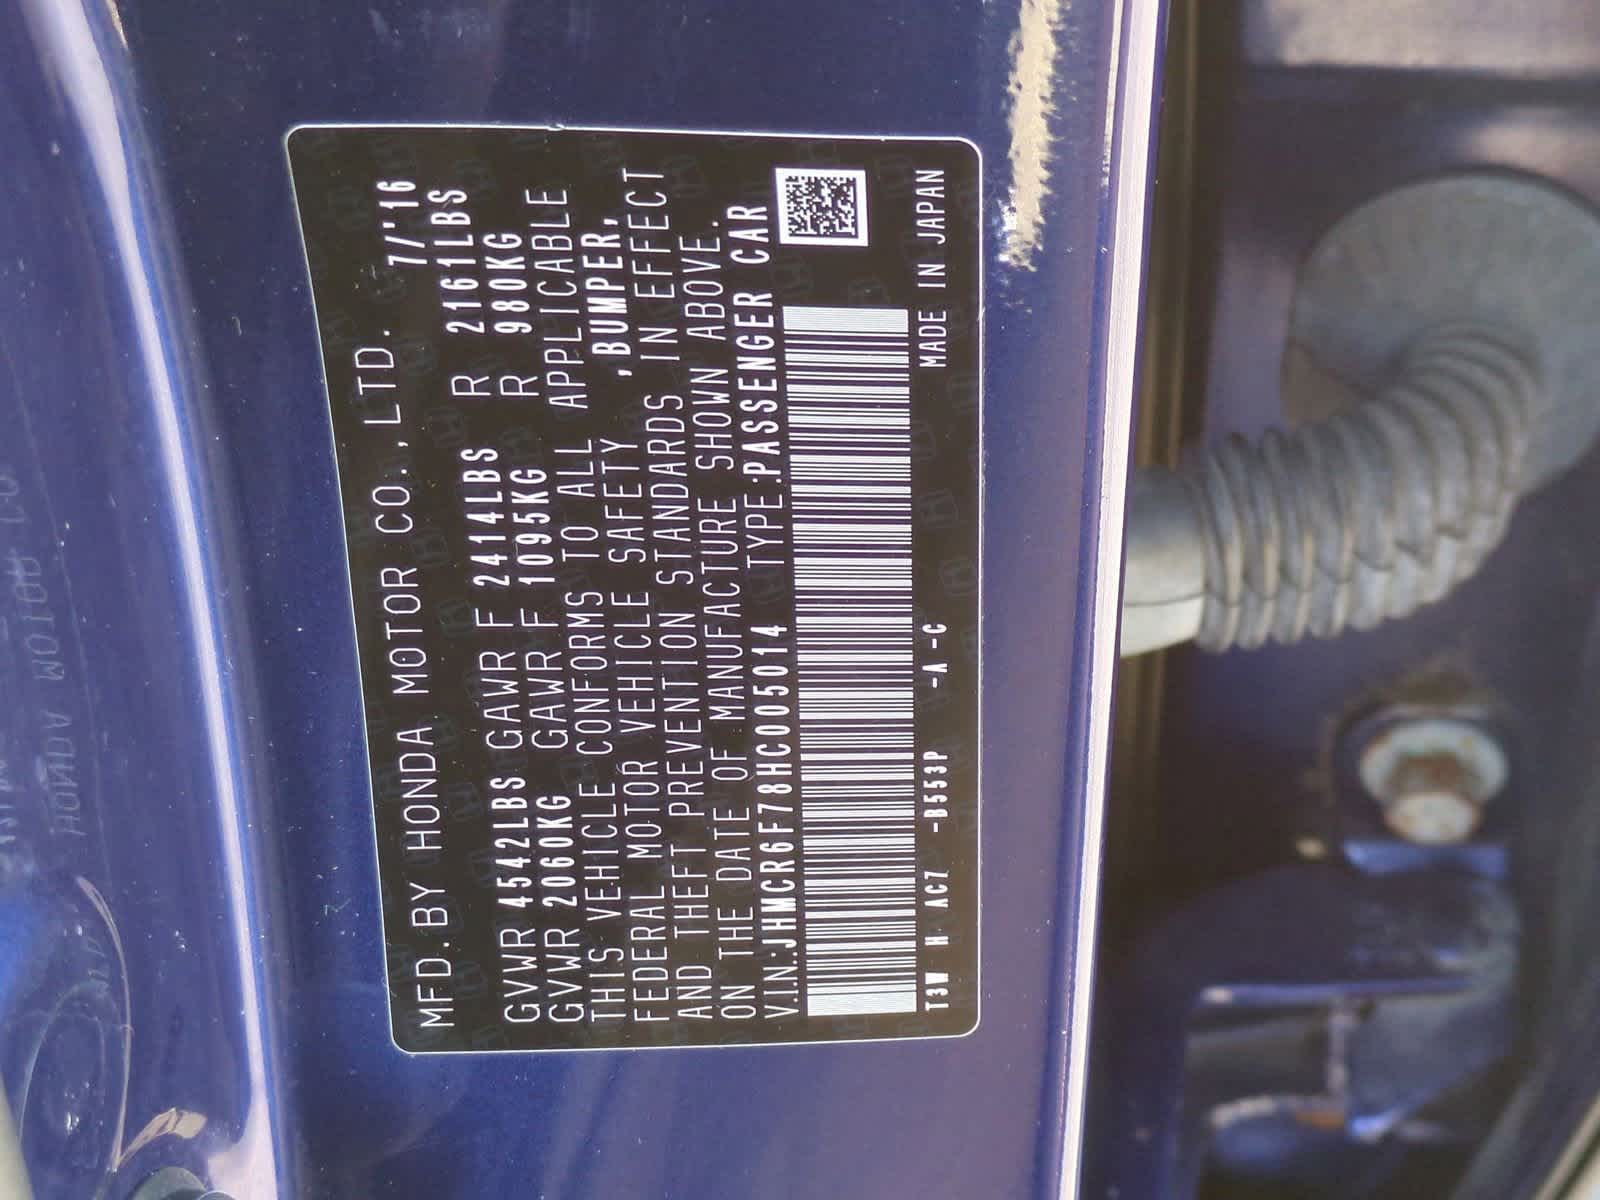 MFD.BY HONDA MOTOR CO.,LTD. 7/'16
GVWR 4542LBS GAWR F 2414LBS R 2161LBS
GVWR 2060KG GAWR F 1095KG R 980KG
THIS VEHICLE CONFORMS TO ALL APPLICABLE
FEDERAL MOTOR VEHICLE SAFETY ,BUMPER,
AND THEFT PREVENTION STANDARDS IN EFFECT
ON THE DATE OF MANUFACTURE SHOWN ABOVE.
V.I.N.:JHMCR6F78HC005014 TYPE:PASSENGER CAR
T3W H AC7 -B553P -A -C MADE IN JAPAN